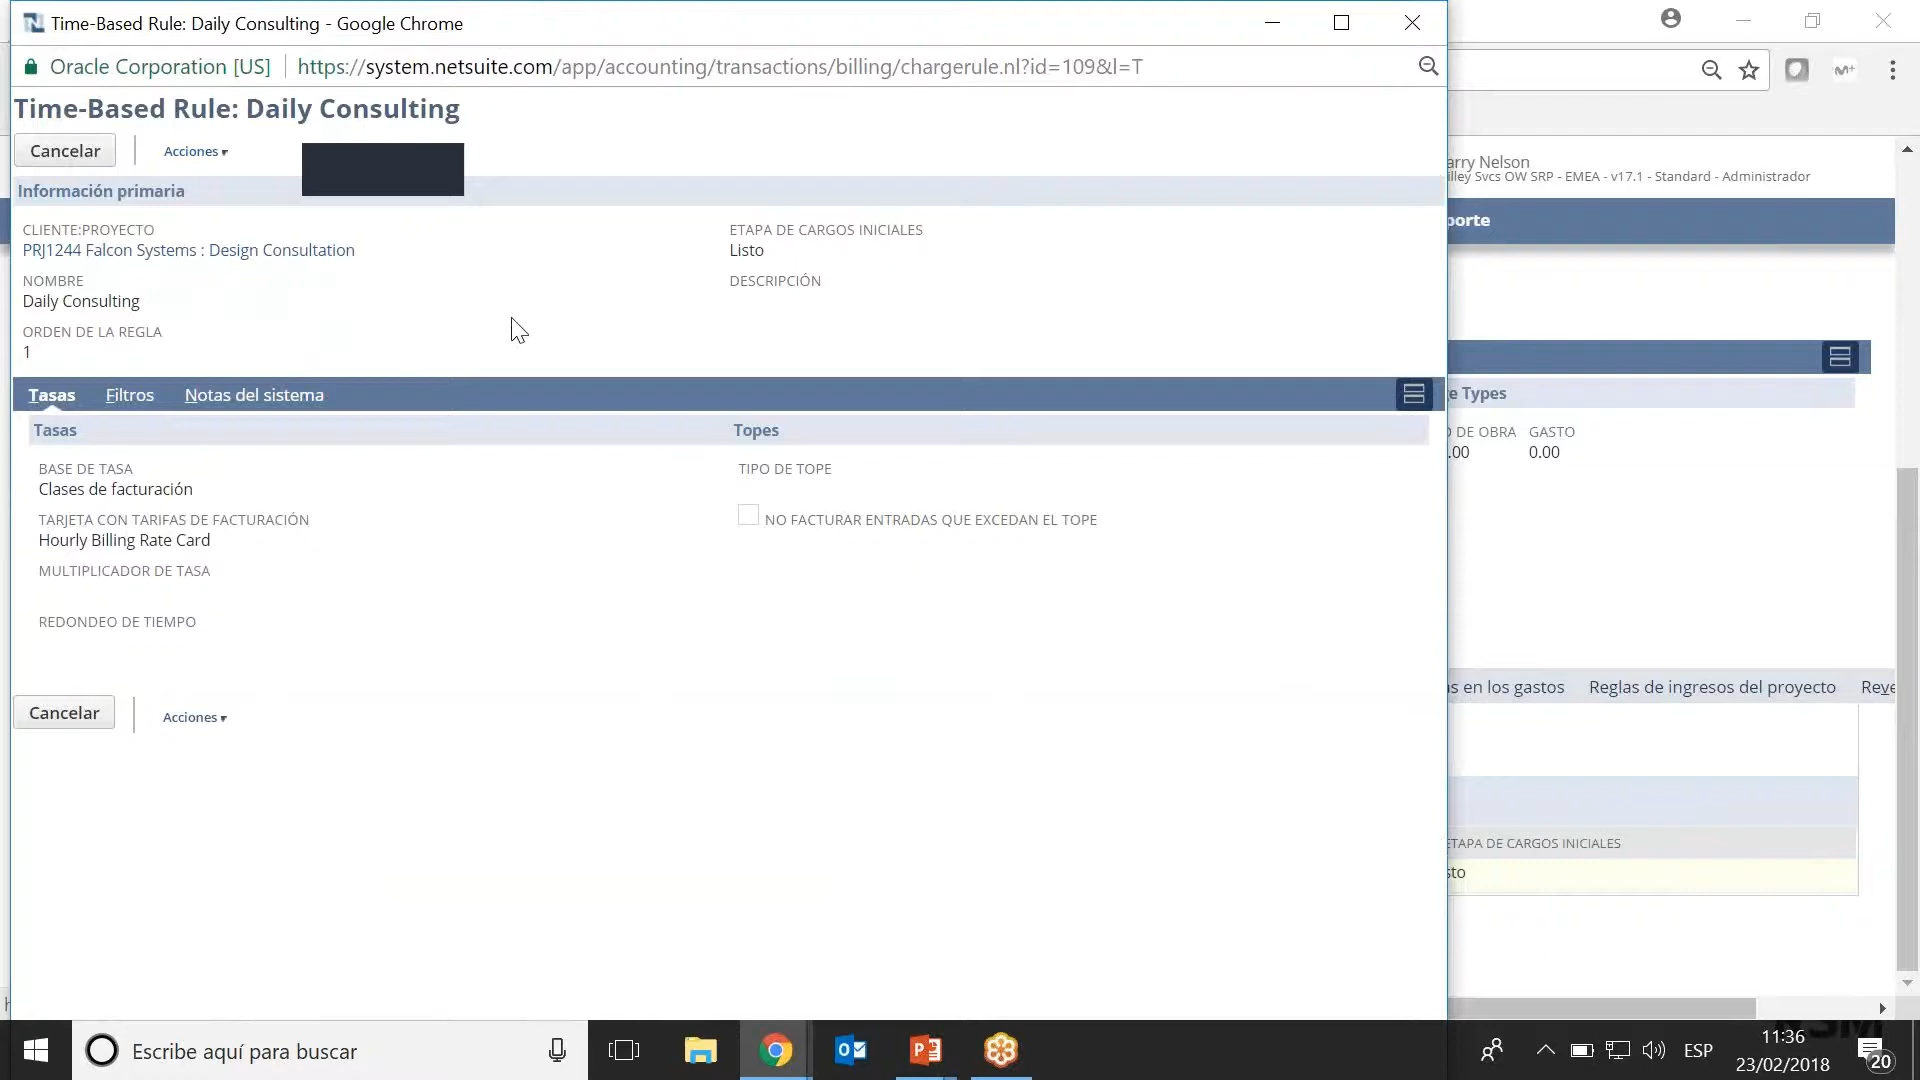 Time-Based Rule: Daily Consulting - Google Chrome
Oracle Corporation [US]
https://system.netsuite.com/app/accounting/transactions/billing/chargerule.nl?id=109&l=T
Time-Based Rule: Daily Consulting
Cancelar
Acciones
arry Nelson
lley Svcs OW SRP - EMEA - v17.1 - Standard - Administrador
Información primaria
porte
CLIENTE:PROYECTO
PRJ1244 Falcon Systems : Design Consultation
ETAPA DE CARGOS INICIALES
Listo
NOMBRE
Daily Consulting
DESCRIPCIÓN
ORDEN DE LA REGLA
1
Tasas Filtros Notas del sistema
e Types
Tasas
Topes
O DE OBRA GASTO
.00 0.00
BASE DE TASA
Clases de facturación
TIPO DE TOPE
TARJETA CON TARIFAS DE FACTURACIÓN
Hourly Billing Rate Card
NO FACTURAR ENTRADAS QUE EXCEDAN EL TOPE
MULTIPLICADOR DE TASA
REDONDEO DE TIEMPO
s en los gastos Reglas de ingresos del proyecto Reve
Cancelar
Acciones
ETAPA DE CARGOS INICIALES
sto
Escribe aquí para buscar
ESP
11:36
23/02/2018
20